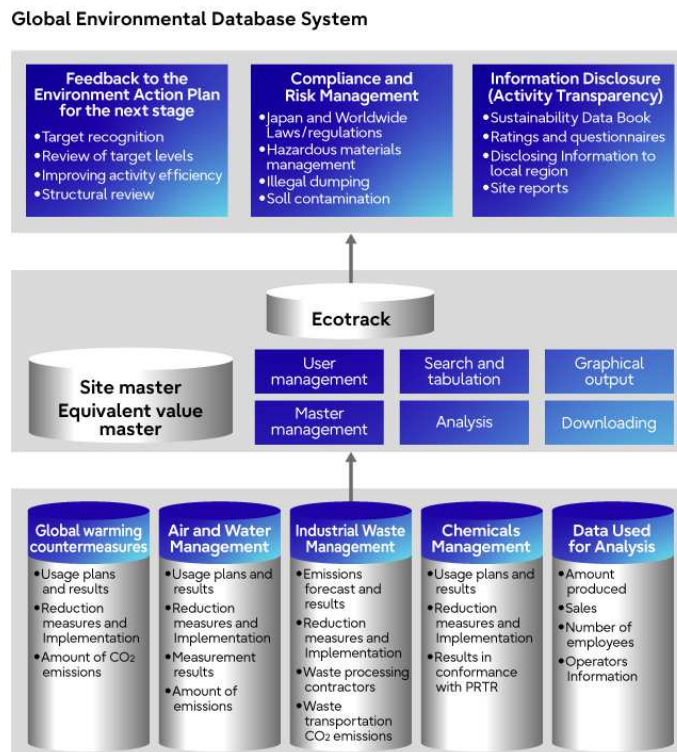 Global Environmental Database System
Feedback to the
Environment Action Plan
for the next stage
•Target recognition
•Review of target levels
•Improving activity efficiency
•Structural review
Compliance and
Risk Management
•Japan and Worldwide
Laws/regulations
•Hazardous materials
management
•Illegal dumping
•Soll contamination
Information Disclosure
(Activity Transparency)
•Sustainability Data Book
•Ratings and questionnaires
•Disclosing Information to
local region
•Site reports
Ecotrack
Site master
Equivalent value
master
User
management
Search and
tabulation
Graphical
output
Master
management
Analysis
Downloading
Global warming
countermeasures
•Usage plans
and results
•Reduction
measures and
Implementation
•Amount of CO₂
emissions
Air and Water
Management
•Usage plans and
results
•Reduction
measures and
Implementation
•Measurement
results
•Amount of
emissions
Industrial Waste
Management
•Emissions
forecast and
results
•Reduction
measures and
Implementation
•Waste processing
contractors
•Waste
transportation
CO₂ emissions
Chemicals
Management
•Usage plans and
results
•Reduction
measures and
Implementation
•Results in
conformance
with PRTR
Data Used
for Analysis
•Amount
produced
•Sales
•Number of
employees
•Operators
Information